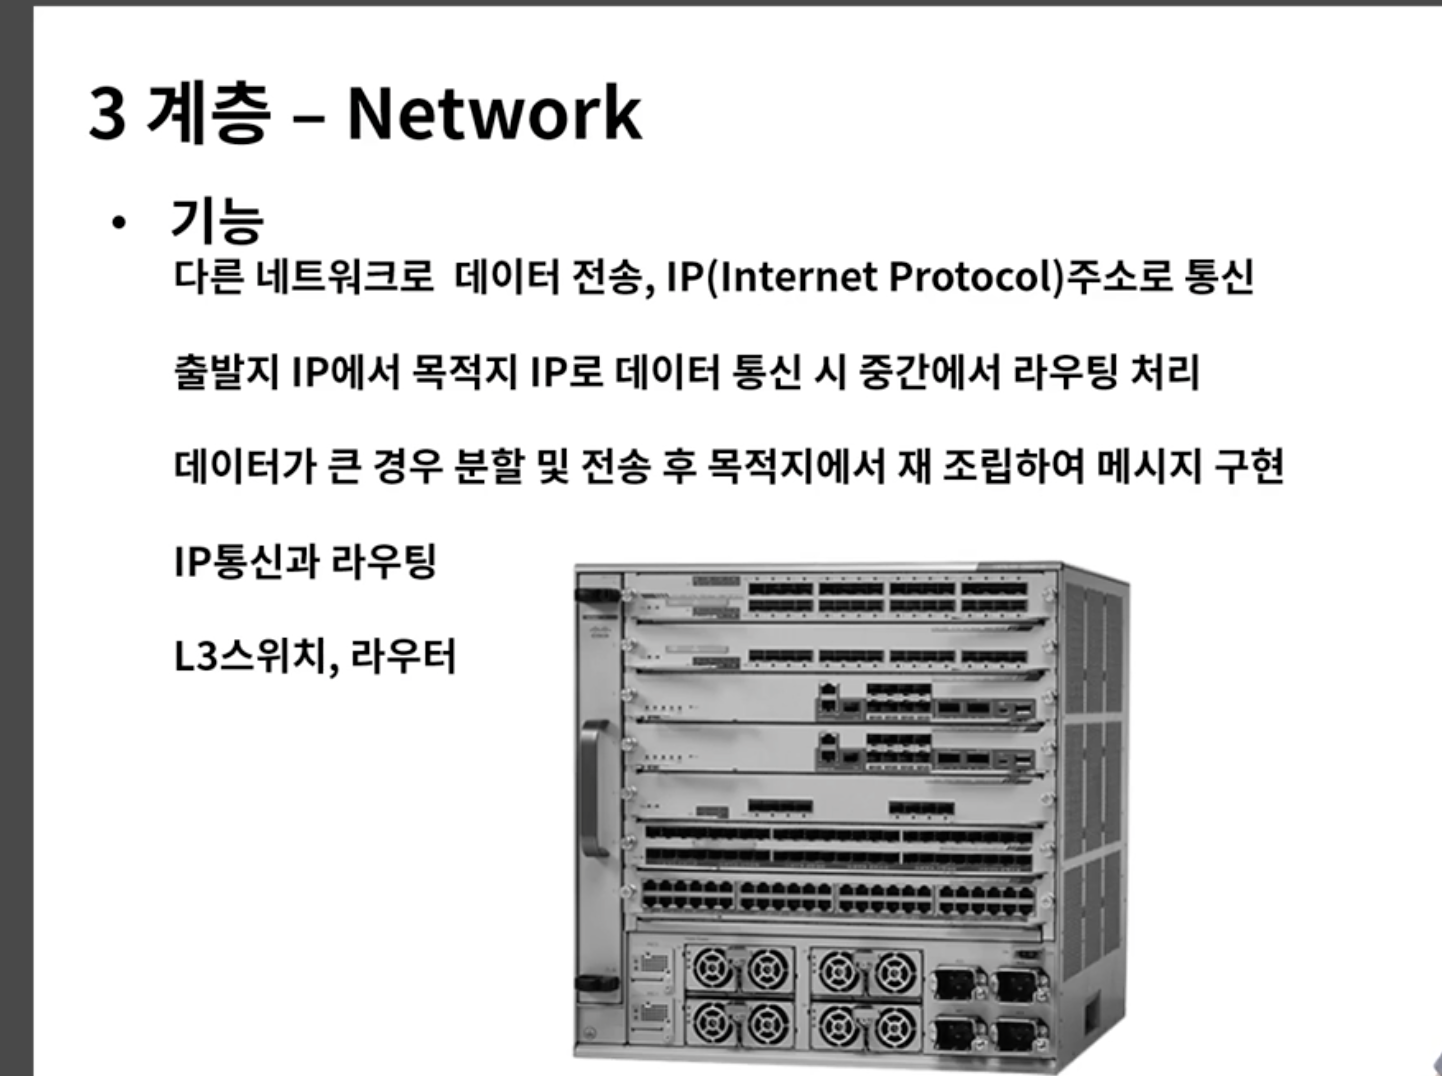 3 계층 – Network
• 기능
다른 네트워크로 데이터 전송, IP(Internet Protocol)주소로 통신
출발지 IP에서 목적지 IP로 데이터 통신 시 중간에서 라우팅 처리
데이터가 큰 경우 분할 및 전송 후 목적지에서 재 조립하여 메시지 구현
IP통신과 라우팅
L3스위치, 라우터